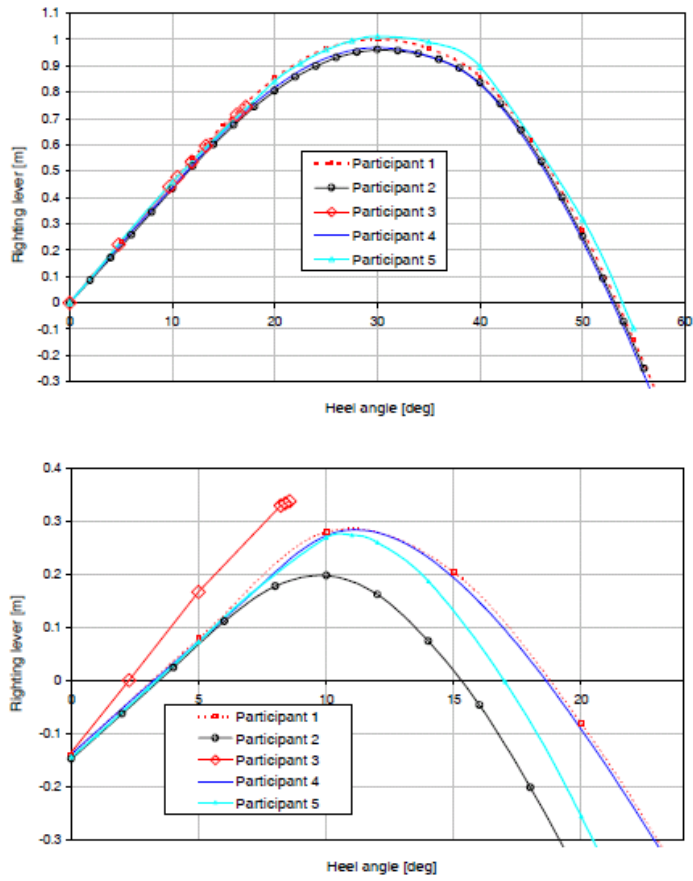 1.1
1
0.9
0.8
0.7
0.6
0.5
0.4
0.3
0.2
0.1
0
-0.1
-0.2
-0.3
Righting lever [m]
Participant 1
Participant 2
Participant 3
Participant 4
Participant 5
0 10 20 30 40 50 60
Heel angle [deg]
0.4
0.3
0.2
0.1
0
-0.1
-0.2
-0.3
Righting lever [m]
0 5 10 15 20
Participant 1
Participant 2
Participant 3
Participant 4
Participant 5
Heel angle [deg]